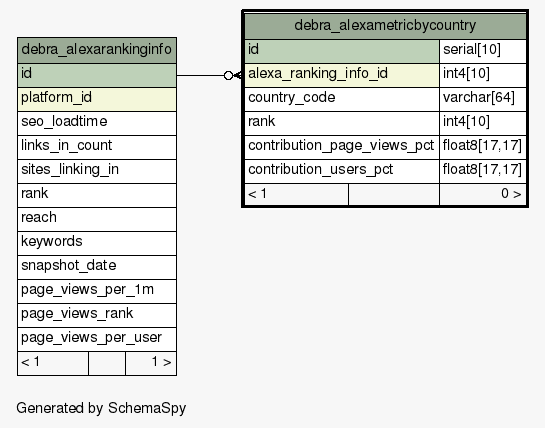 debra_alexarankinginfo
id
platform_id
seo_loadtime
links_in_count
sites_linking_in
rank
reach
keywords
snapshot_date
page_views_per_1m
page_views_rank
page_views_per_user
< 1 1 >
debra_alexametricbycountry
id serial[10]
alexa_ranking_info_id int4[10]
country_code varchar[64]
rank int4[10]
contribution_page_views_pct float8[17,17]
contribution_users_pct float8[17,17]
< 1 0 >
Generated by SchemaSpy